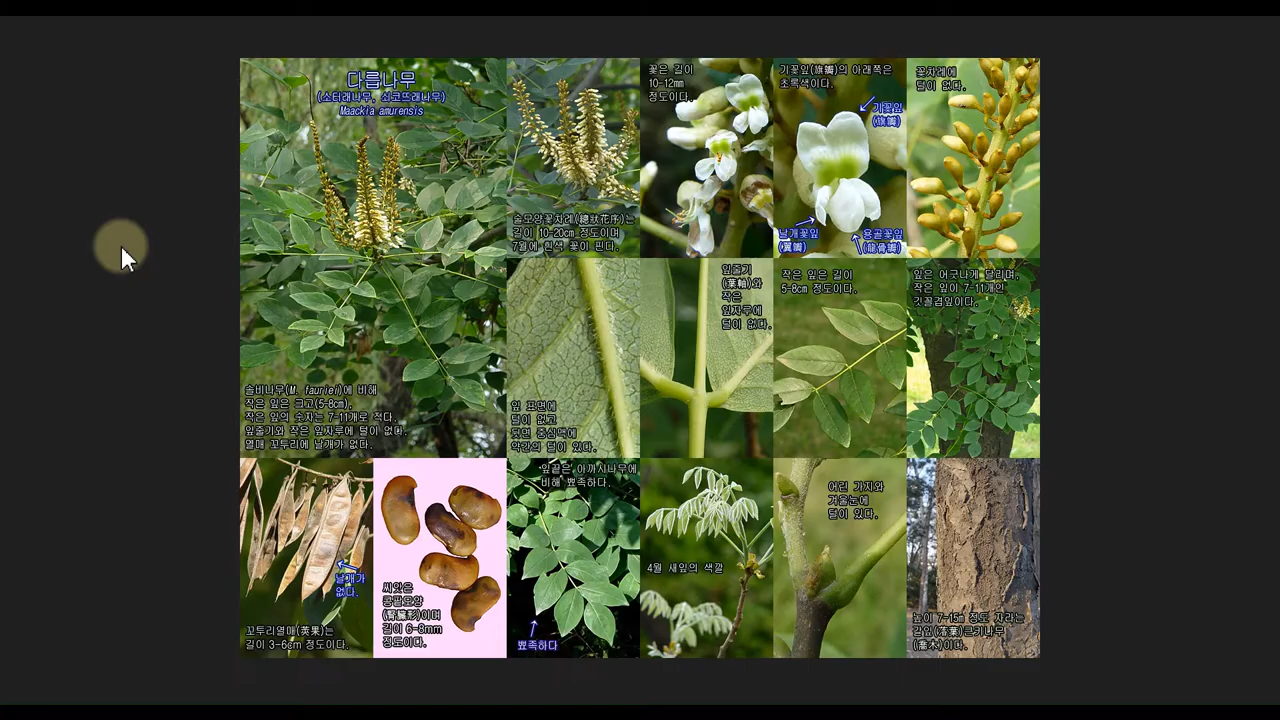 다릅나무
(소터래나무, 쇠코뜨래나무)
Maackia amurensis
솔비나무(M. fauriei)에 비해
작은 잎은 크고(5-8cm),
작은 잎의 숫자는 7-11개로 적다.
잎줄기와 작은 잎자루에 털이 없다.
열매 꼬투리에 날개가 없다.
술모양꽃차례(總狀花序)는
길이 10-20cm 정도이며
7월에 흰색 꽃이 핀다.
꽃은 길이
10-12mm
정도이다.
기꽃잎(旗瓣)의 아래쪽은
초록색이다.
기꽃잎
(旗瓣)
날개꽃잎
(翼瓣)
용골꽃잎
(龍骨瓣)
꽃차례에
털이 없다.
잎 표면에
털이 없고
뒷면 중심맥에
약간의 털이 있다.
잎줄기
(葉軸)와
작은
잎자루에
털이 없다.
작은 잎은 길이
5-8cm 정도이다.
잎은 어긋나게 달리며,
작은 잎이 7-11개인
깃꼴겹잎이다.
날개가
없다.
꼬투리열매(莢果)는
길이 3-6cm 정도이다.
씨앗은
콩팥모양
(腎臟形)이며
길이 6-8mm
정도이다.
잎끝은 아까시나무에
비해 뾰족하다.
뾰족하다
4월 새잎의 색깔
어린 가지와
겨울눈에
털이 있다.
높이 7-15m 정도 자라는
갈잎(落葉)큰키나무
(喬木)이다.